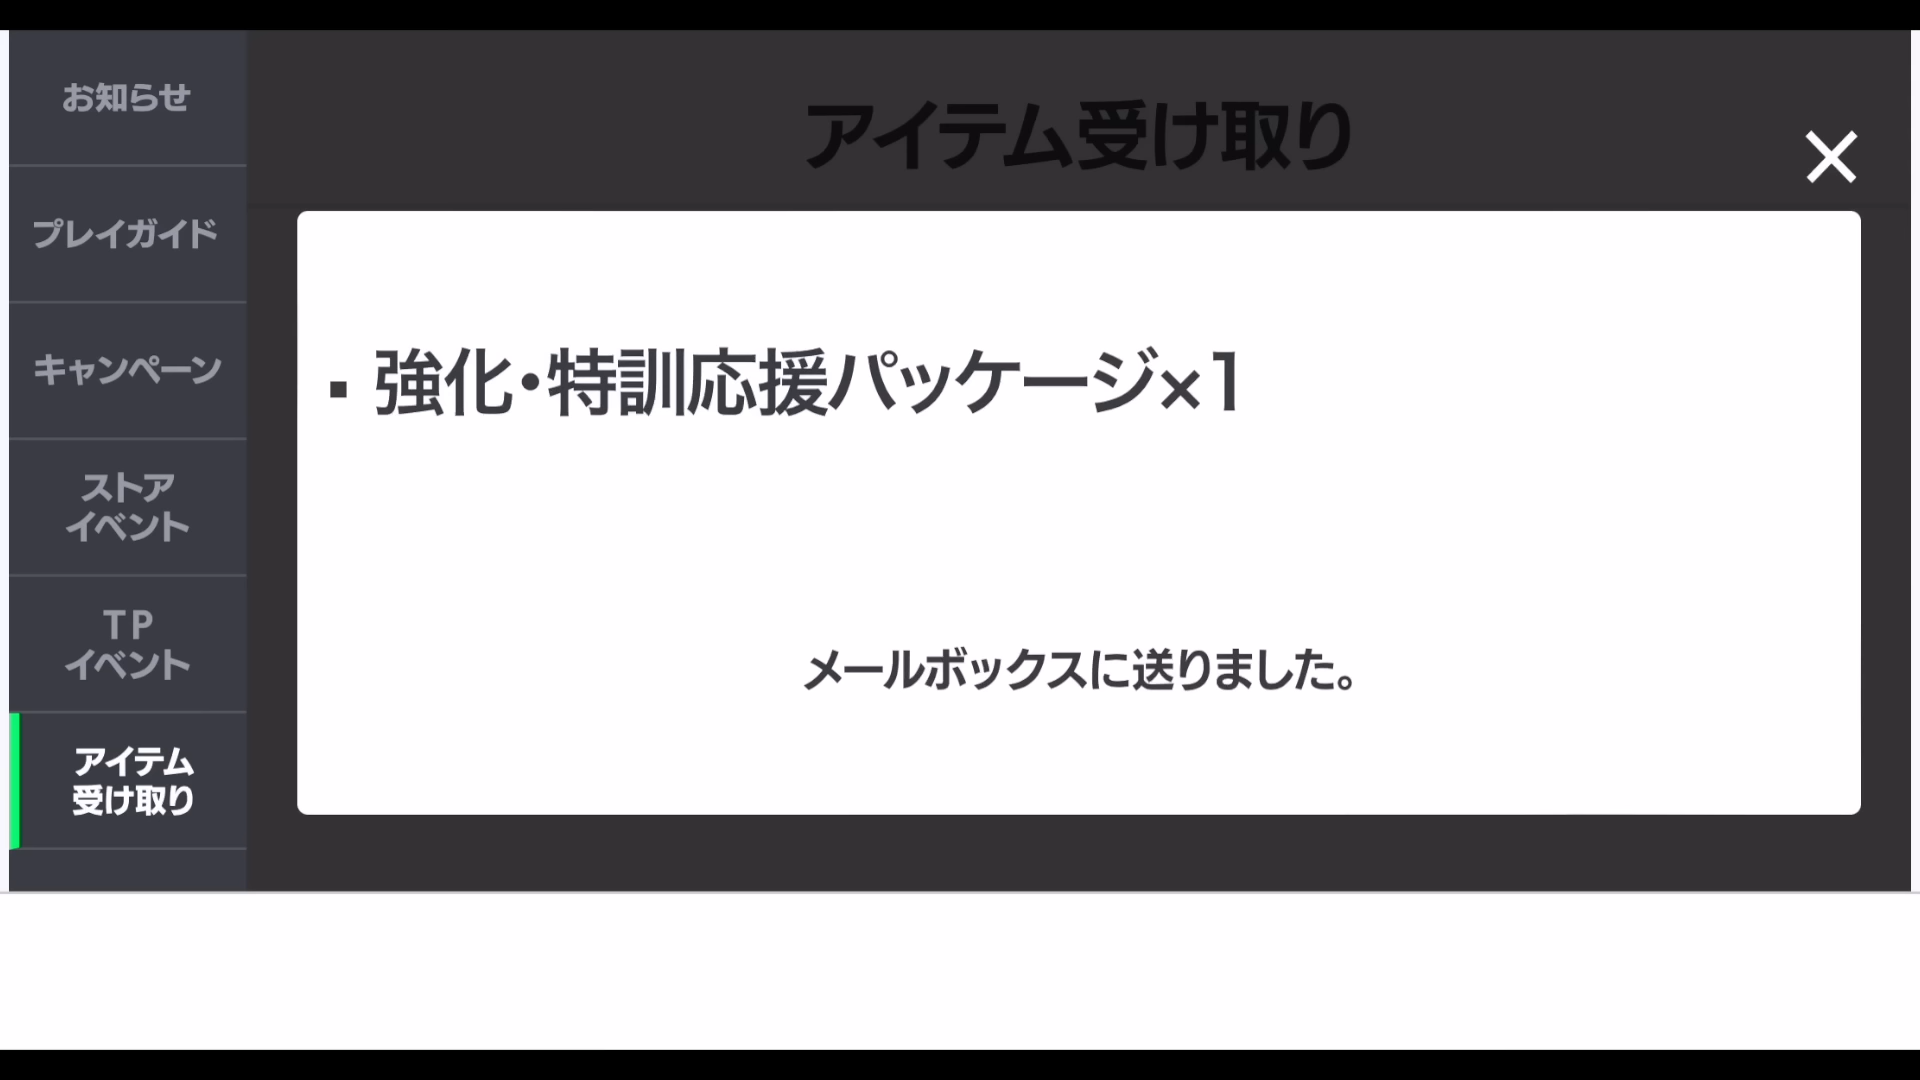 お知らせ
プレイガイド
キャンペーン
ストア
イベント
TP
イベント
アイテム
受け取り
アイテム受け取り
▪ 強化・特訓応援パッケージ×1
メールボックスに送りました。